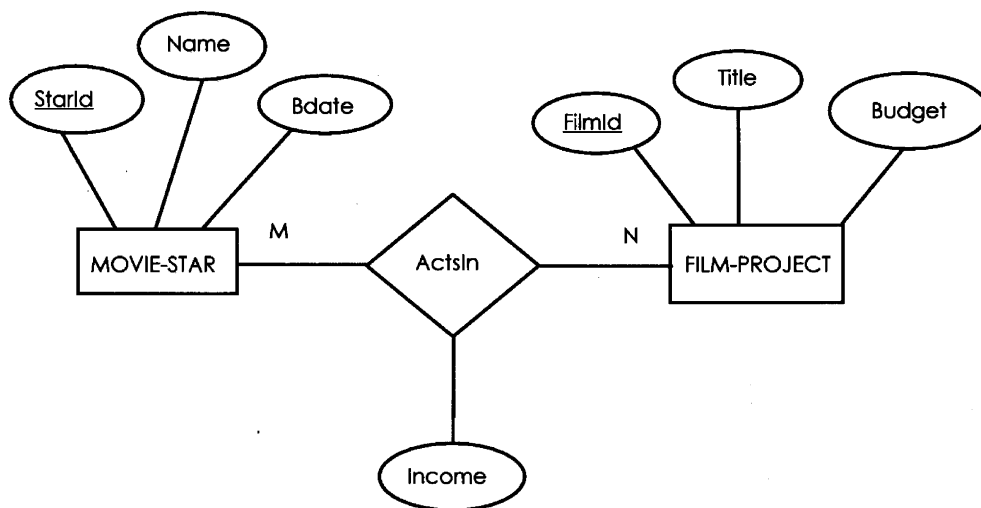 Name
StarId
Bdate
Title
FilmId
Budget
M
N
MOVIE-STAR
ActsIn
FILM-PROJECT
Income